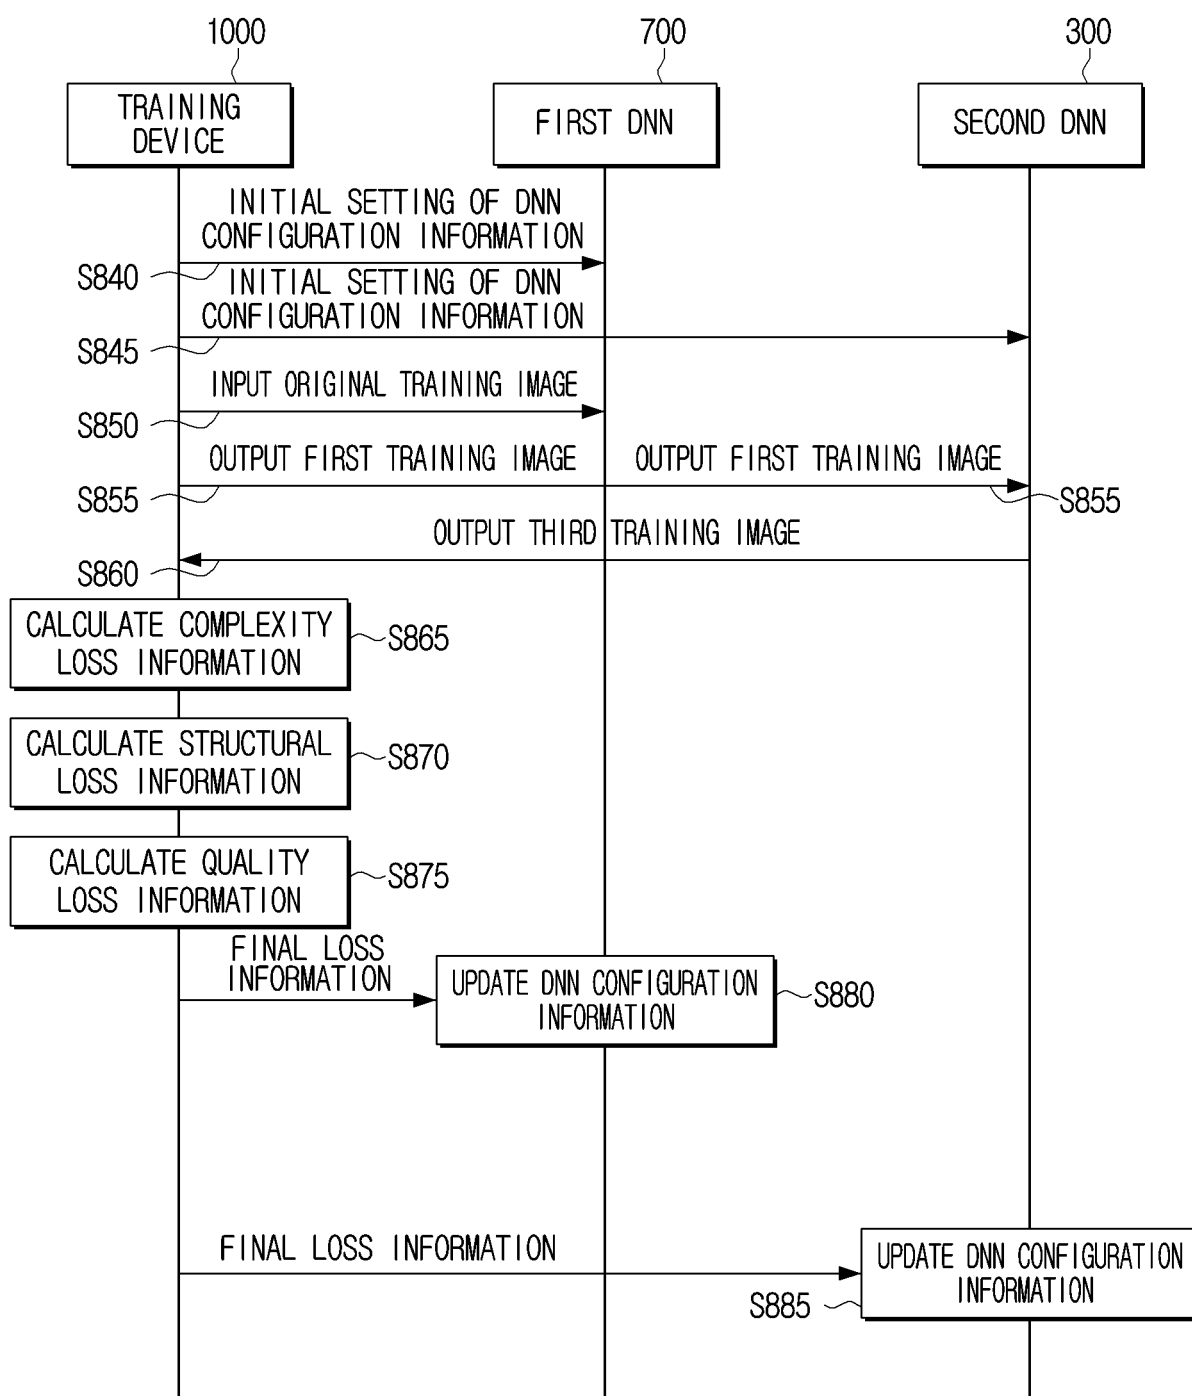 1000
700
300
TRAINING
DEVICE
FIRST DNN
SECOND DNN
INITIAL SETTING OF DNN
CONFIGURATION INFORMATION
S840
INITIAL SETTING OF DNN
CONFIGURATION INFORMATION
S845
INPUT ORIGINAL TRAINING IMAGE
S850
OUTPUT FIRST TRAINING IMAGE
OUTPUT FIRST TRAINING IMAGE
S855
S855
OUTPUT THIRD TRAINING IMAGE
S860
CALCULATE COMPLEXITY
LOSS INFORMATION
S865
CALCULATE STRUCTURAL
LOSS INFORMATION
S870
CALCULATE QUALITY
LOSS INFORMATION
S875
FINAL LOSS
INFORMATION
UPDATE DNN CONFIGURATION
INFORMATION
S880
FINAL LOSS INFORMATION
UPDATE DNN CONFIGURATION
INFORMATION
S885